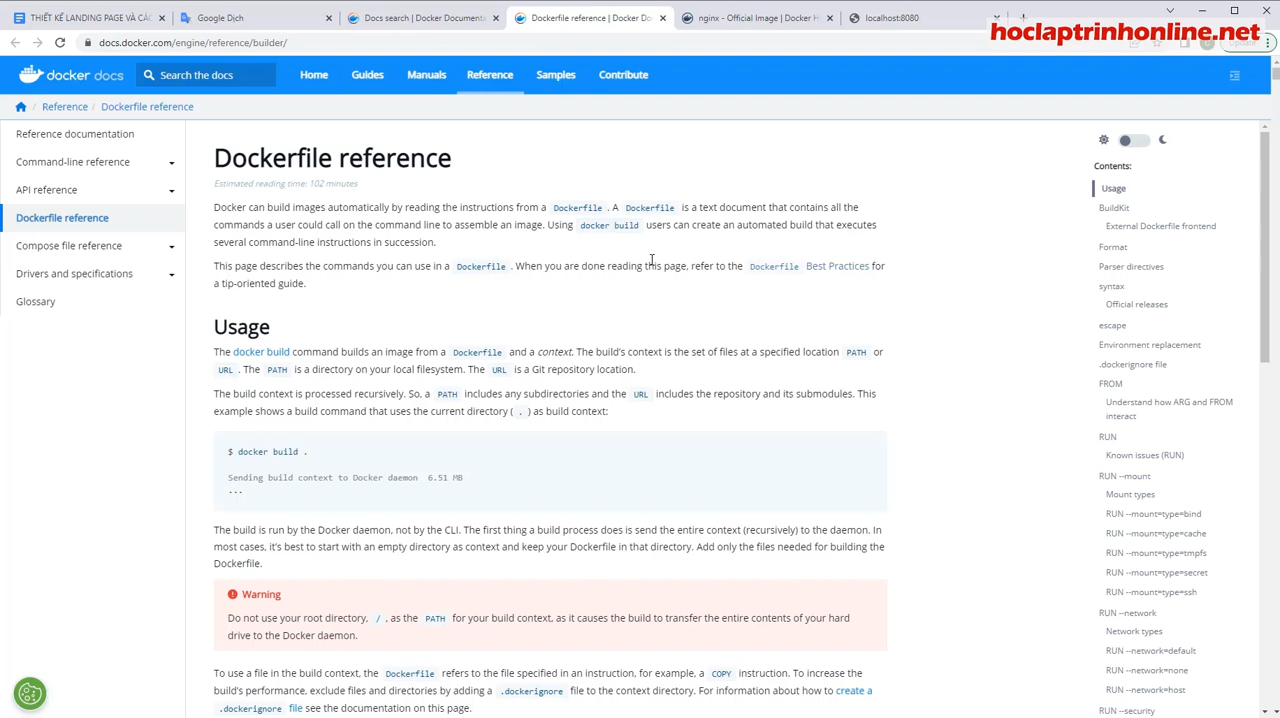 THIẾT KẾ LANDING PAGE VÀ CÁC
Google Dịch
Docs search | Docker Documenta
Dockerfile reference | Docker Do
nginx - Official Image | Docker H
localhost:8080
hoclaptrinhonline.net
docs.docker.com/engine/reference/builder/
docker docs
Search the docs
Home
Guides
Manuals
Reference
Samples
Contribute
Reference / Dockerfile reference
Reference documentation
Command-line reference
API reference
Dockerfile reference
Compose file reference
Drivers and specifications
Glossary
Dockerfile reference
Estimated reading time: 102 minutes
Docker can build images automatically by reading the instructions from a Dockerfile. A Dockerfile is a text document that contains all the
commands a user could call on the command line to assemble an image. Using docker build users can create an automated build that executes
several command-line instructions in succession.
This page describes the commands you can use in a Dockerfile. When you are done reading this page, refer to the Dockerfile Best Practices for
a tip-oriented guide.
Usage
The docker build command builds an image from a Dockerfile and a context. The build's context is the set of files at a specified location PATH or
URL. The PATH is a directory on your local filesystem. The URL is a Git repository location.
The build context is processed recursively. So, a PATH includes any subdirectories and the URL includes the repository and its submodules. This
example shows a build command that uses the current directory ( . ) as build context:
$ docker build .
Sending build context to Docker daemon 6.51 MB
...
The build is run by the Docker daemon, not by the CLI. The first thing a build process does is send the entire context (recursively) to the daemon. In
most cases, it's best to start with an empty directory as context and keep your Dockerfile in that directory. Add only the files needed for building the
Dockerfile.
Warning
Do not use your root directory, / , as the PATH for your build context, as it causes the build to transfer the entire contents of your hard
drive to the Docker daemon.
To use a file in the build context, the Dockerfile refers to the file specified in an instruction, for example, a COPY instruction. To increase the
build's performance, exclude files and directories by adding a .dockerignore file to the context directory. For information about how to create a
.dockerignore file see the documentation on this page.
Contents:
Usage
BuildKit
External Dockerfile frontend
Format
Parser directives
syntax
Official releases
escape
Environment replacement
.dockerignore file
FROM
Understand how ARG and FROM
interact
RUN
Known issues (RUN)
RUN --mount
Mount types
RUN --mount=type=bind
RUN --mount=type=cache
RUN --mount=type=tmpfs
RUN --mount=type=secret
RUN --mount=type=ssh
RUN --network
Network types
RUN --network=default
RUN --network=none
RUN --network=host
RUN --security